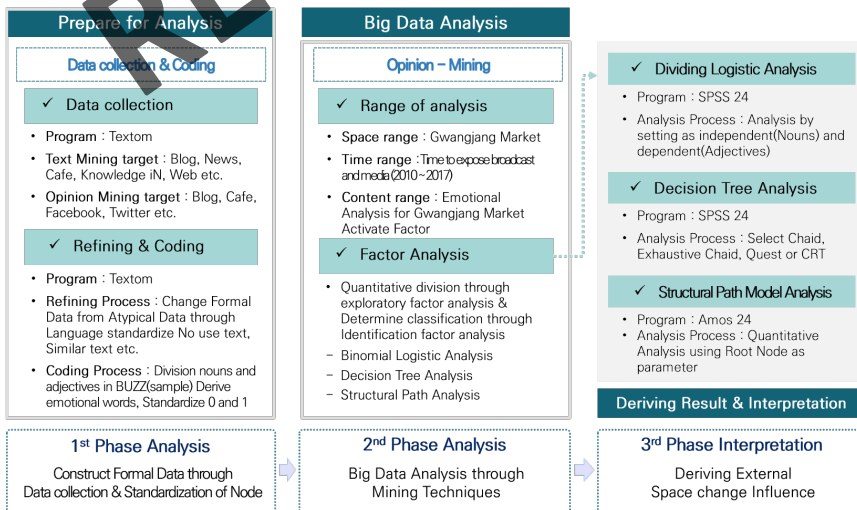 Prepare for Analysis
Data collection & Coding
✓ Data collection
• Program : Textom
• Text Mining target : Blog, News,
Cafe, Knowledge iN, Web etc.
• Opinion Mining target : Blog, Cafe,
Facebook, Twitter etc.
✓ Refining & Coding
• Program : Textom
• Refining Process : Change Formal
Data from Atypical Data through
Language standardize No use text,
Similar text etc.
• Coding Process : Division nouns and
adjectives in BUZZ(sample) Derive
emotional words, Standardize 0 and 1
1st Phase Analysis
Construct Formal Data through
Data collection & Standardization of Node
Big Data Analysis
Opinion – Mining
✓ Range of analysis
• Space range : Gwangjang Market
• Time range : Time to expose broadcast
and media (2010~2017)
• Content range : Emotional
Analysis for Gwangjang Market
Activate Factor
✓ Factor Analysis
• Quantitative division through
exploratory factor analysis &
Determine classification through
Identification factor analysis
– Binomial Logistic Analysis
– Decision Tree Analysis
– Structural Path Analysis
2nd Phase Analysis
Big Data Analysis through
Mining Techniques
✓ Dividing Logistic Analysis
• Program : SPSS 24
• Analysis Process : Analysis by
setting as independent(Nouns) and
dependent(Adjectives)
✓ Decision Tree Analysis
• Program : SPSS 24
• Analysis Process : Select Chaid,
Exhaustive Chaid, Quest or CRT
✓ Structural Path Model Analysis
• Program : Amos 24
• Analysis Process : Quantitative
Analysis using Root Node as
parameter
Deriving Result & Interpretation
3rd Phase Interpretation
Deriving External
Space change Influence